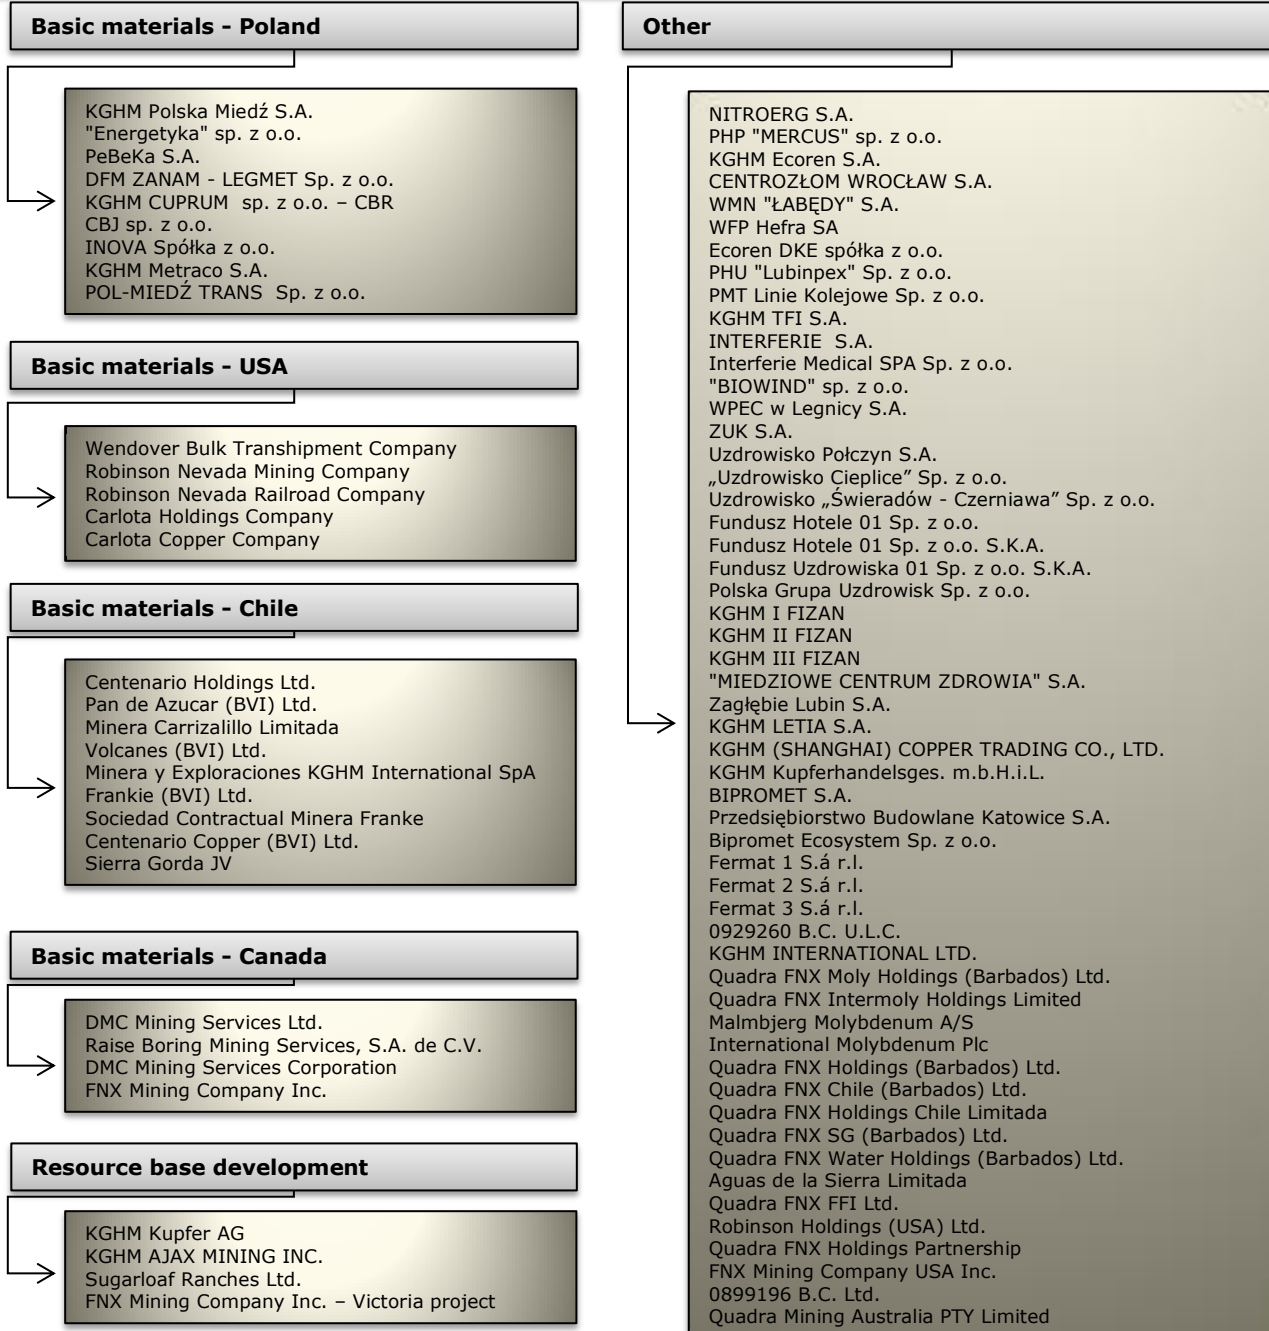 Basic materials - Poland
KGHM Polska Miedź S.A.
"Energetyka" sp. z o.o.
PeBeKa S.A.
DFM ZANAM - LEGMET Sp. z o.o.
KGHM CUPRUM sp. z o.o. – CBR
CBJ sp. z o.o.
INOVA Spółka z o.o.
KGHM Metraco S.A.
POL-MIEDŹ TRANS Sp. z o.o.
Basic materials - USA
Wendover Bulk Transhipment Company
Robinson Nevada Mining Company
Robinson Nevada Railroad Company
Carlota Holdings Company
Carlota Copper Company
Basic materials - Chile
Centenario Holdings Ltd.
Pan de Azucar (BVI) Ltd.
Minera Carrizalillo Limitada
Volcanes (BVI) Ltd.
Minera y Exploraciones KGHM International SpA
Frankie (BVI) Ltd.
Sociedad Contractual Minera Franke
Centenario Copper (BVI) Ltd.
Sierra Gorda JV
Basic materials - Canada
DMC Mining Services Ltd.
Raise Boring Mining Services, S.A. de C.V.
DMC Mining Services Corporation
FNX Mining Company Inc.
Resource base development
KGHM Kupfer AG
KGHM AJAX MINING INC.
Sugarloaf Ranches Ltd.
FNX Mining Company Inc. – Victoria project
Other
NITROERG S.A.
PHP "MERCUS" sp. z o.o.
KGHM Ecoren S.A.
CENTROZŁOM WROCŁAW S.A.
WMN "ŁABĘDY" S.A.
WFP Hefra SA
Ecoren DKE spółka z o.o.
PHU "Lubinpex" Sp. z o.o.
PMT Linie Kolejowe Sp. z o.o.
KGHM TFI S.A.
INTERFERIE S.A.
Interferie Medical SPA Sp. z o.o.
"BIOWIND" sp. z o.o.
WPEC w Legnicy S.A.
ZUK S.A.
Uzdrowisko Połczyn S.A.
„Uzdrowisko Cieplice” Sp. z o.o.
Uzdrowisko „Świeradów - Czerniawa” Sp. z o.o.
Fundusz Hotele 01 Sp. z o.o.
Fundusz Hotele 01 Sp. z o.o. S.K.A.
Fundusz Uzdrowiska 01 Sp. z o.o. S.K.A.
Polska Grupa Uzdrowisk Sp. z o.o.
KGHM I FIZAN
KGHM II FIZAN
KGHM III FIZAN
"MIEDZIOWE CENTRUM ZDROWIA" S.A.
Zagłębie Lubin S.A.
KGHM LETIA S.A.
KGHM (SHANGHAI) COPPER TRADING CO., LTD.
KGHM Kupferhandelsges. m.b.H.i.L.
BIPROMET S.A.
Przedsiębiorstwo Budowlane Katowice S.A.
Bipromet Ecosystem Sp. z o.o.
Fermat 1 S.á r.l.
Fermat 2 S.á r.l.
Fermat 3 S.á r.l.
0929260 B.C. U.L.C.
KGHM INTERNATIONAL LTD.
Quadra FNX Moly Holdings (Barbados) Ltd.
Quadra FNX Intermoly Holdings Limited
Malmbjerg Molybdenum A/S
International Molybdenum Plc
Quadra FNX Holdings (Barbados) Ltd.
Quadra FNX Chile (Barbados) Ltd.
Quadra FNX Holdings Chile Limitada
Quadra FNX SG (Barbados) Ltd.
Quadra FNX Water Holdings (Barbados) Ltd.
Aguas de la Sierra Limitada
Quadra FNX FFI Ltd.
Robinson Holdings (USA) Ltd.
Quadra FNX Holdings Partnership
FNX Mining Company USA Inc.
0899196 B.C. Ltd.
Quadra Mining Australia PTY Limited